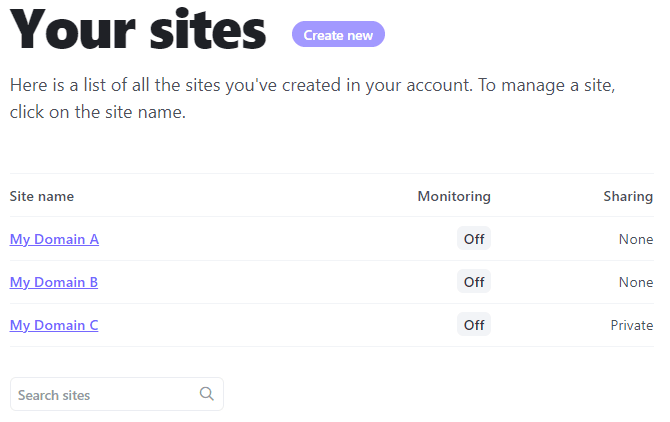 Your sites Create new
Here is a list of all the sites you've created in your account. To manage a site,
click on the site name.
Site name Monitoring Sharing
My Domain A Off None
My Domain B Off None
My Domain C Off Private
Search sites